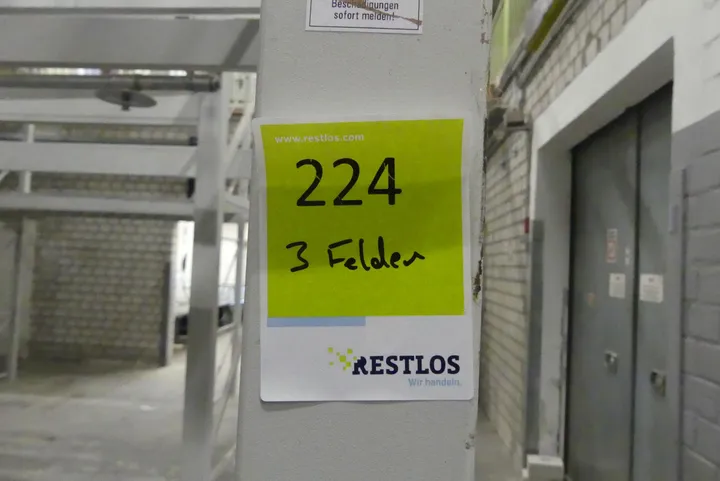 Beschädigungen
sofort melden!
www.restlos.com
224
3 Felder
RESTLOS
Wir handeln.